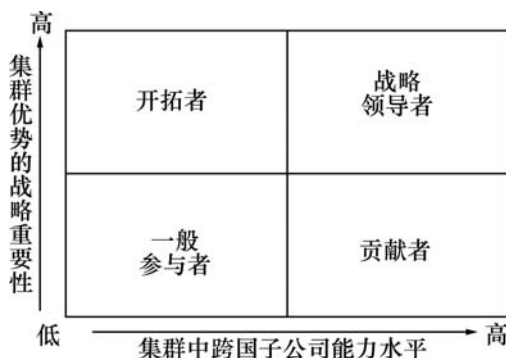 高
集群优势的战略重要性
开拓者
战略
领导者
一般
参与者
贡献者
低
高
集群中跨国子公司能力水平